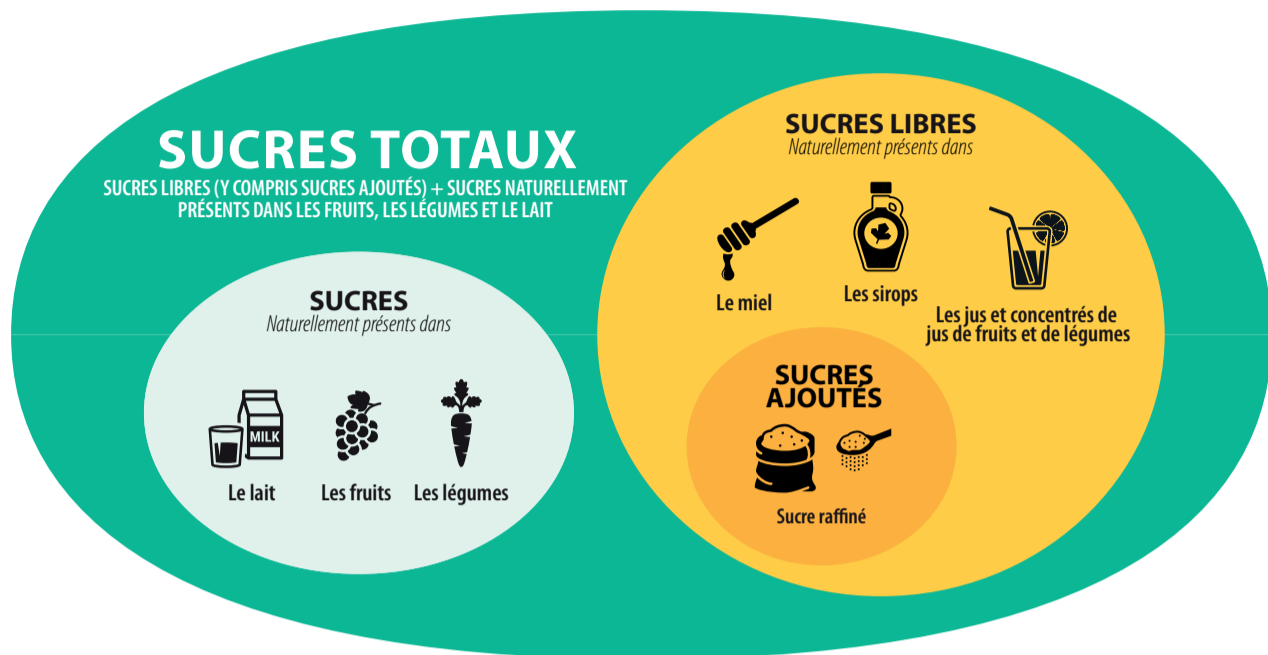 SUCRES TOTAUX
SUCRES LIBRES (Y COMPRIS SUCRES AJOUTÉS) + SUCRES NATURELLEMENT
PRÉSENTS DANS LES FRUITS, LES LÉGUMES ET LE LAIT
SUCRES
Naturellement présents dans
MILK
Le lait
Les fruits
Les légumes
SUCRES LIBRES
Naturellement présents dans
Le miel
Les sirops
Les jus et concentrés de
jus de fruits et de légumes
SUCRES
AJOUTÉS
Sucre raffiné